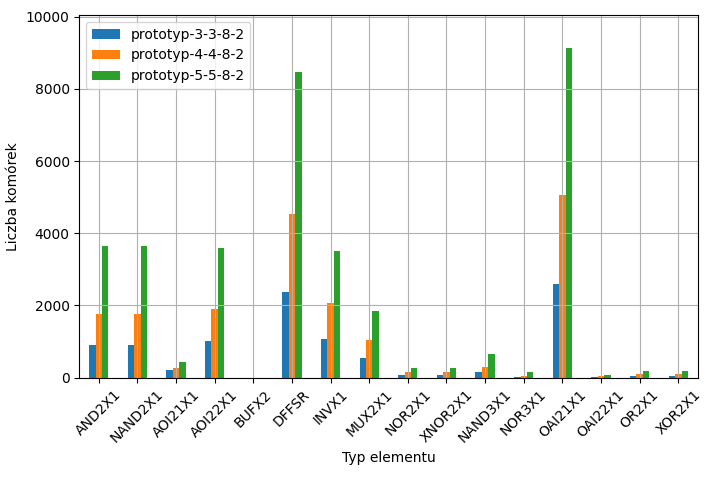 prototyp-3-3-8-2
prototyp-4-4-8-2
prototyp-5-5-8-2
10000
8000
6000
4000
2000
0
Liczba komórek
AND2X1
NAND2X1
AOI21X1
AOI22X1
BUFX2
DFFSR
INVX1
MUX2X1
NOR2X1
XNOR2X1
NAND3X1
NOR3X1
OAI21X1
OAI22X1
OR2X1
XOR2X1
Typ elementu